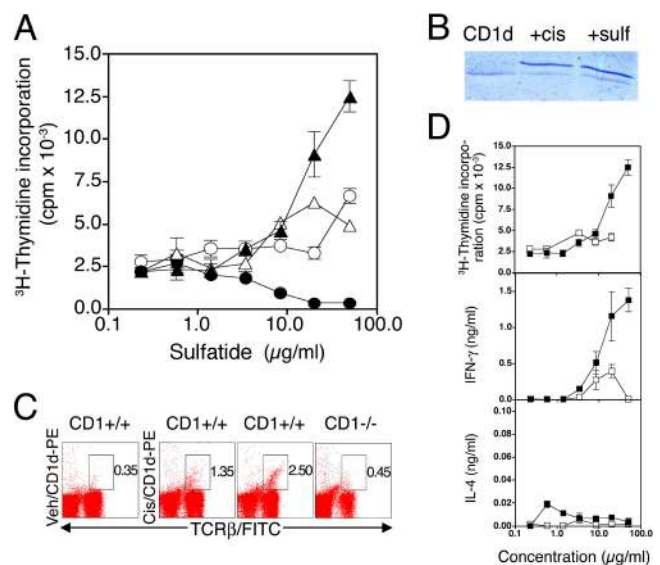 A
³H-Thymidine incorporation
(cpm x 10⁻³)
15.0
12.5
10.0
7.5
5.0
2.5
0.0
0.1
1.0
10.0
100.0
Sulfatide (µg/ml)
B
CD1d
+cis
+sulf
C
CD1+/+
CD1+/+
CD1+/+
CD1-/-
Veh/CD1d-PE
0.35
Cis/CD1d-PE
1.35
2.50
0.45
TCRβ/FITC
D
³H-Thymidine incorpo-
ration (cpm x 10⁻³)
15.0
12.5
10.0
7.5
5.0
2.5
0.0
IFN-γ (ng/ml)
1.5
1.0
0.5
0.0
IL-4 (ng/ml)
0.10
0.08
0.06
0.04
0.02
0
0.1
1.0
10.0
100.0
Concentration (µg/ml)